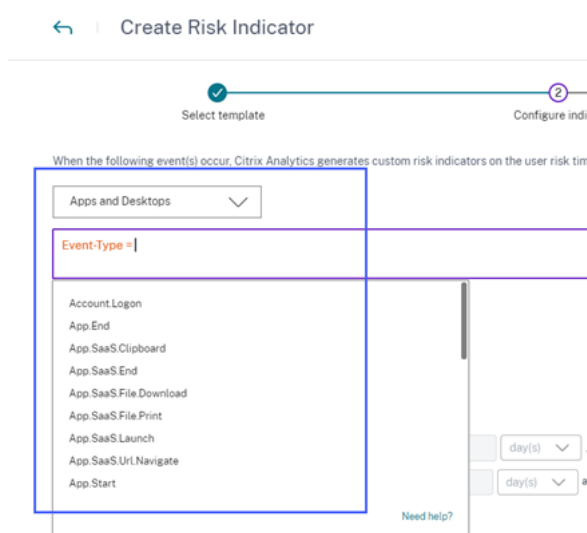 Create Risk Indicator
2
Select template
Configure indi
When the following event(s) occur, Citrix Analytics generates custom risk indicators on the user risk tim
Apps and Desktops
Event-Type =
Account.Logon
App.End
App.SaaS.Clipboard
App.SaaS.End
App.SaaS.File.Download
App.SaaS.File.Print
App.SaaS.Launch
App.SaaS.Url.Navigate
App.Start
day(s) .
day(s) a
Need help?